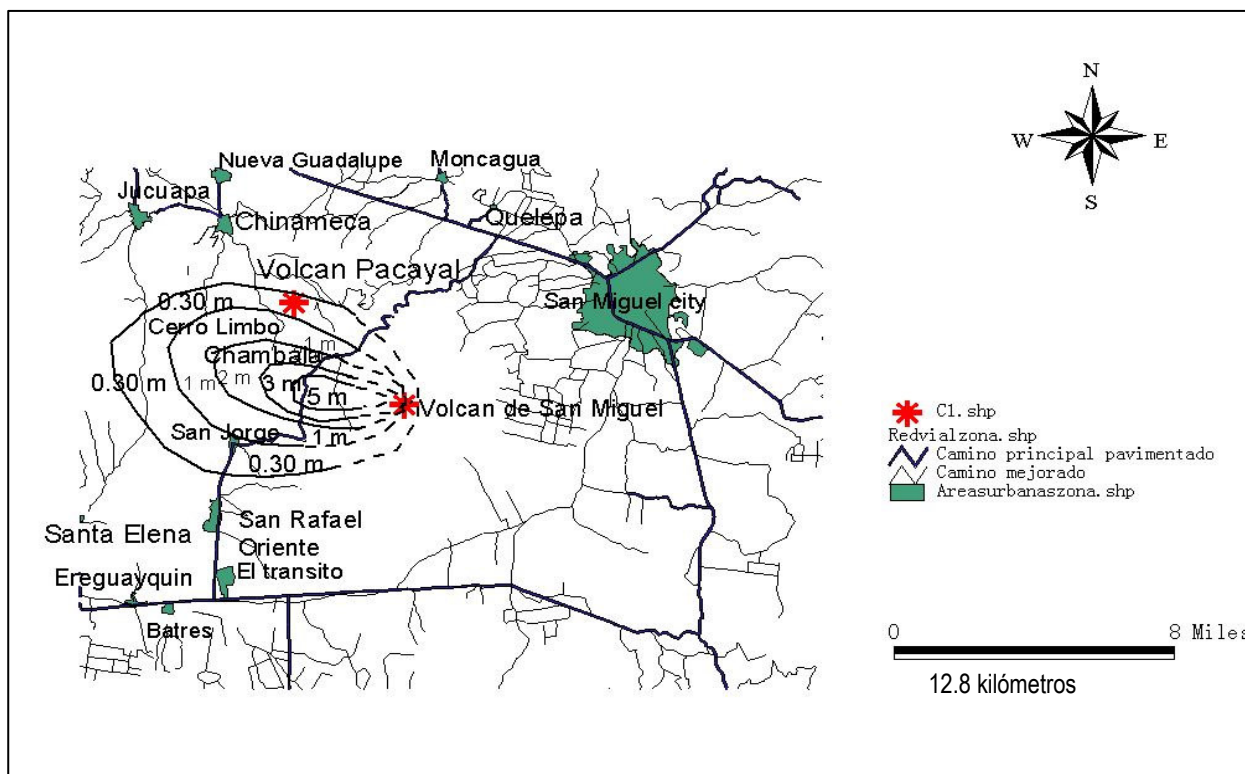 N
W E
S
Nueva Guadalupe
Moncagua
Jucuapa
Chinameca
Quelepa
Volcan Pacayal
0.30 m
San Miguel city
Cerro Limbo
1 m
Chambala
0.30 m
1 m
2 m
3 m
5 m
Volcan de San Miguel
San Jorge
1 m
0.30 m
Santa Elena
San Rafael
Oriente
El transito
Ereguayquin
Batres
C1.shp
Redvialzona.shp
Camino principal pavimentado
Camino mejorado
Areasurbanaszona.shp
0 8 Miles
12.8 kilómetros